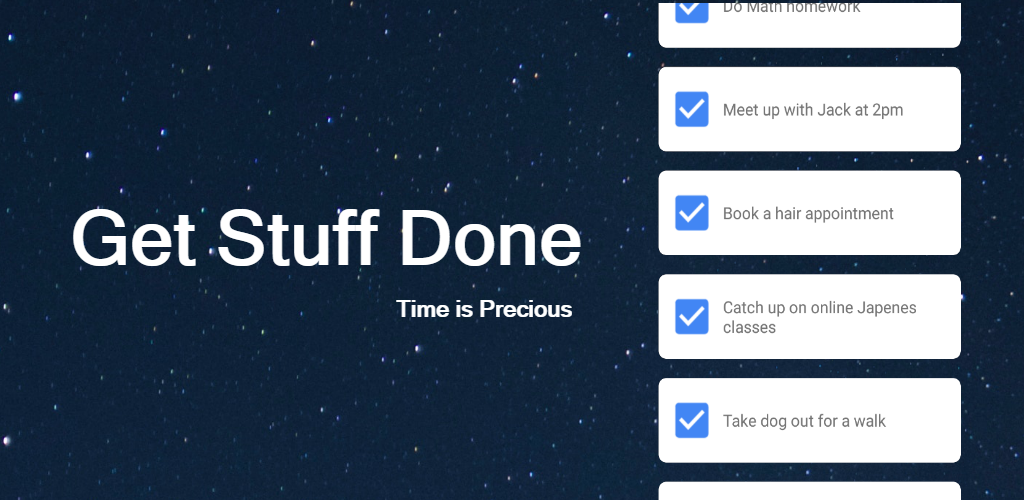 Get Stuff Done
Time is Precious
Do Math homework
Meet up with Jack at 2pm
Book a hair appointment
Catch up on online Japenes
classes
Take dog out for a walk